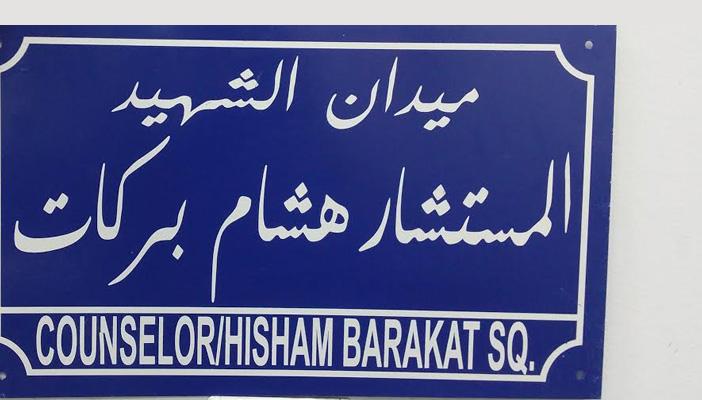 ميدان الشهيد
المستشار هشام بركات
COUNSELOR/HISHAM BARAKAT SQ.